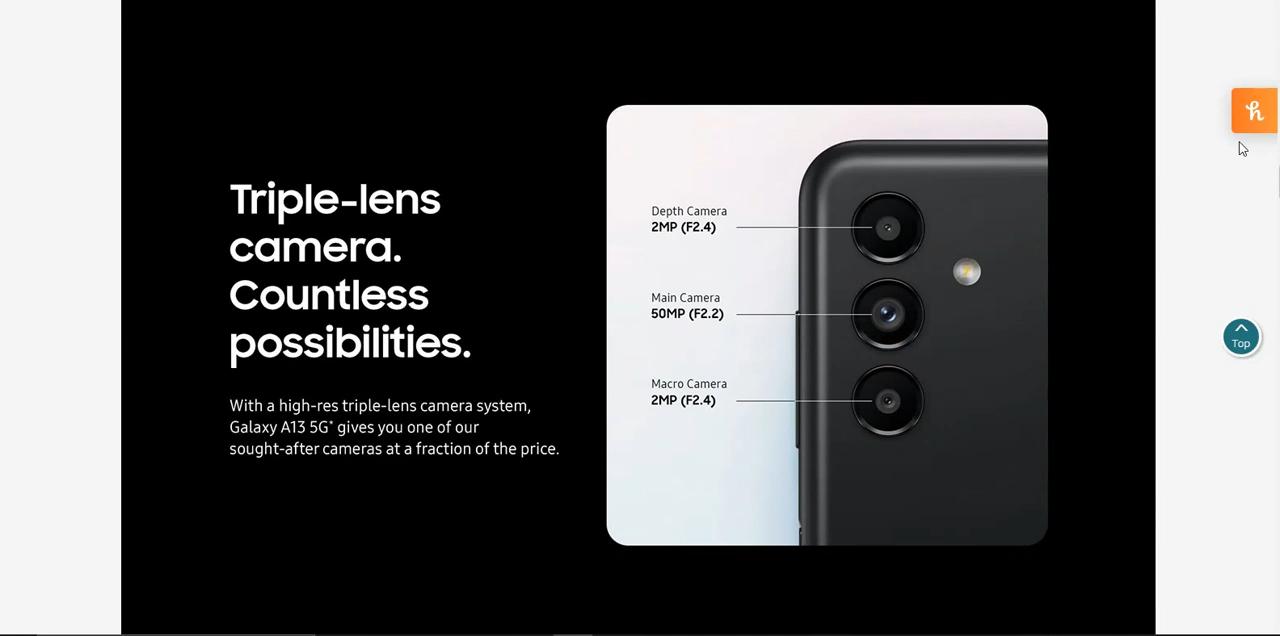 Triple-lens
camera.
Countless
possibilities.
With a high-res triple-lens camera system,
Galaxy A13 5G* gives you one of our
sought-after cameras at a fraction of the price.
Depth Camera
2MP (F2.4)
Main Camera
50MP (F2.2)
Macro Camera
2MP (F2.4)
h
Top